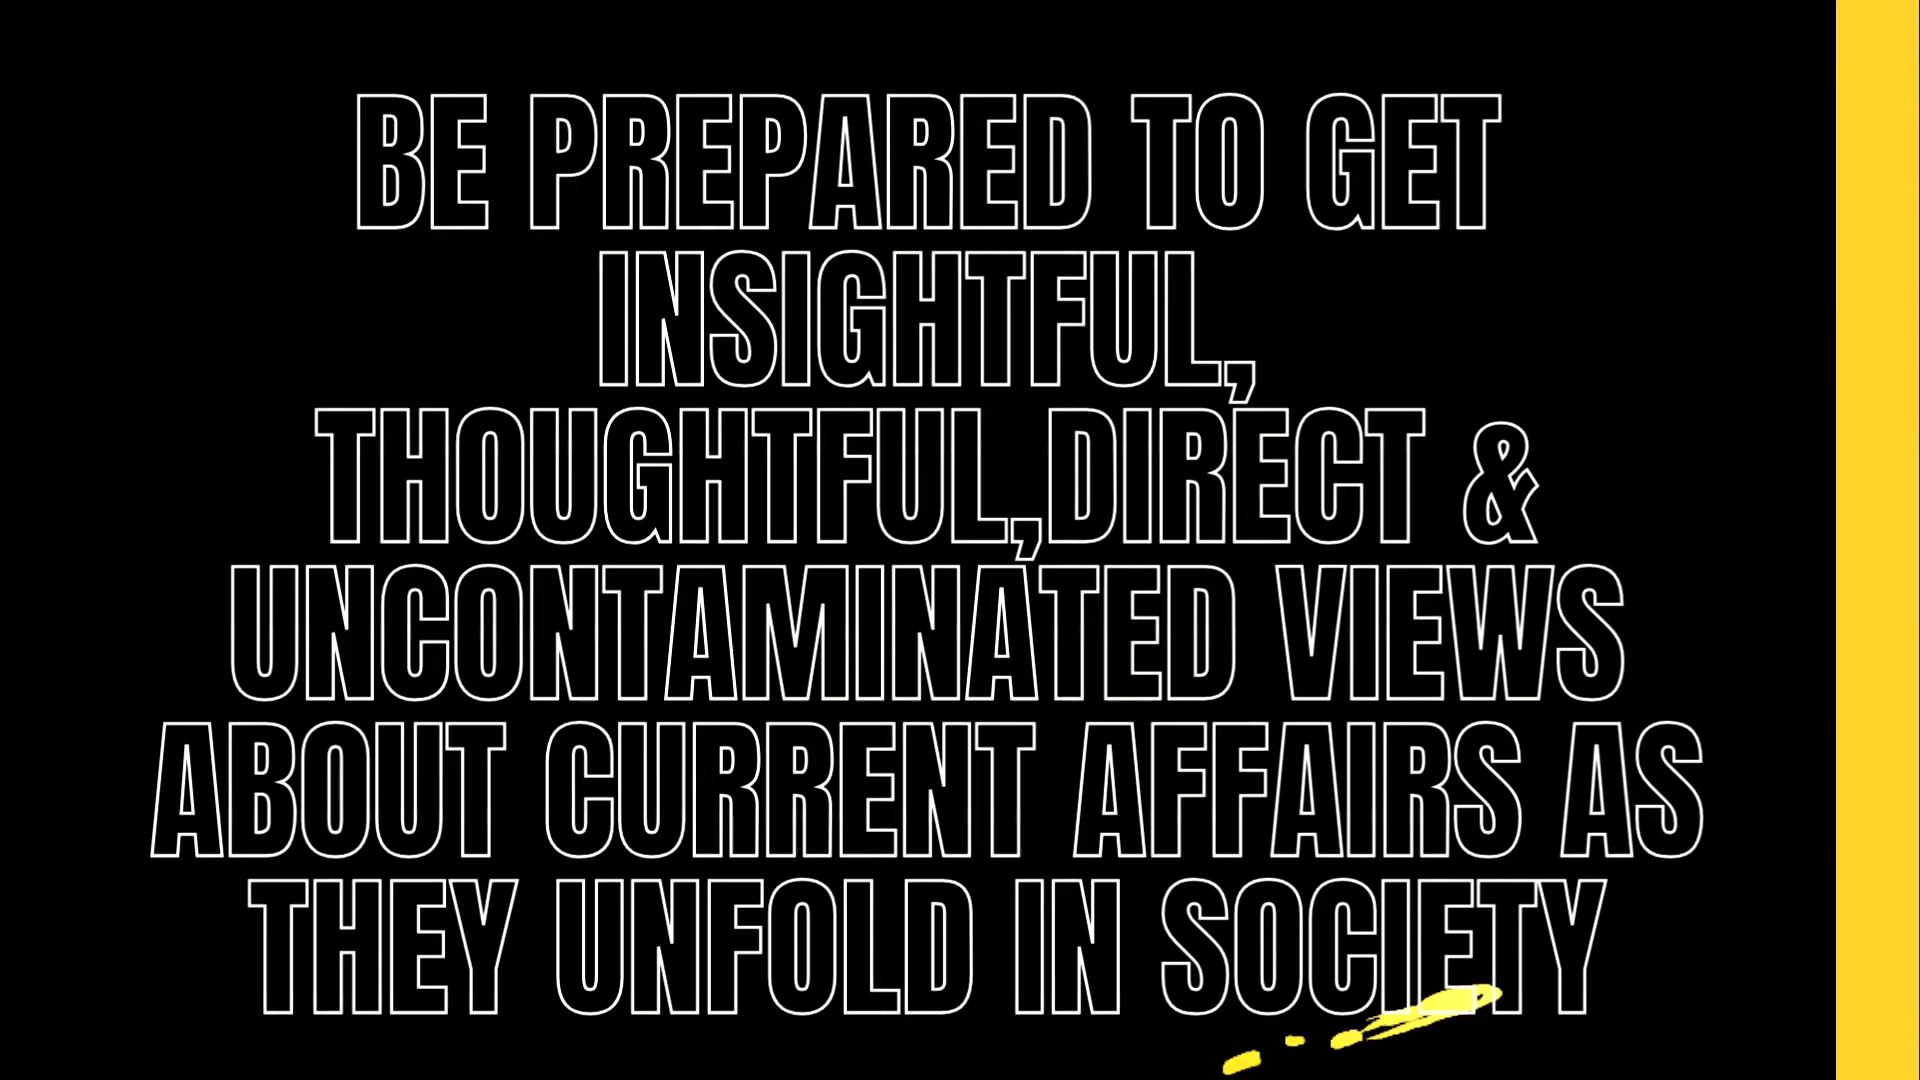 BE PREPARED TO GET
INSIGHTFUL,
THOUGHTFUL,DIRECT &
UNCONTAMINATED VIEWS
ABOUT CURRENT AFFAIRS AS
THEY UNFOLD IN SOCIETY